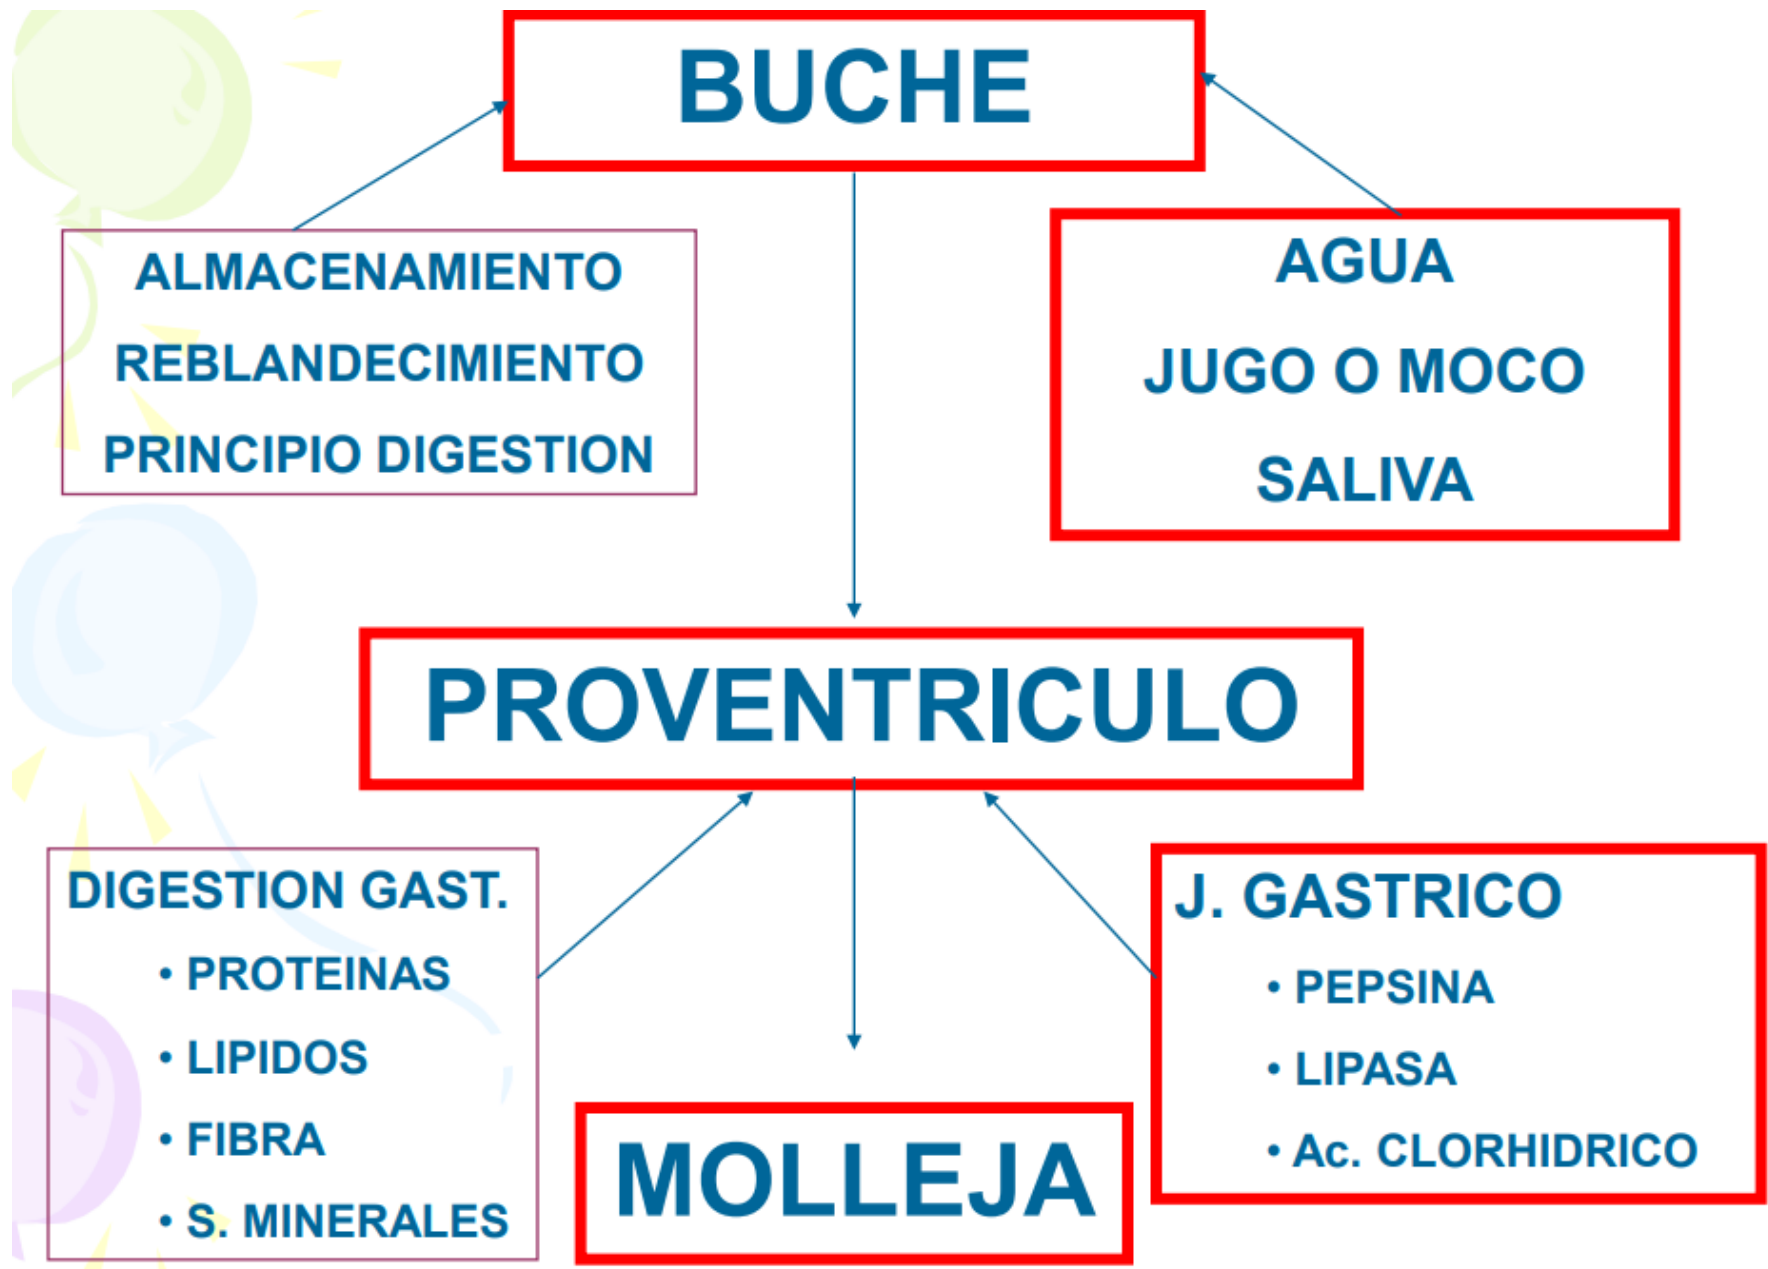 BUCHE
ALMACENAMIENTO
REBLANDECIMIENTO
PRINCIPIO DIGESTION
AGUA
JUGO O MOCO
SALIVA
PROVENTRICULO
DIGESTION GAST.
• PROTEINAS
• LIPIDOS
• FIBRA
• S. MINERALES
J. GASTRICO
• PEPSINA
• LIPASA
• Ac. CLORHIDRICO
MOLLEJA